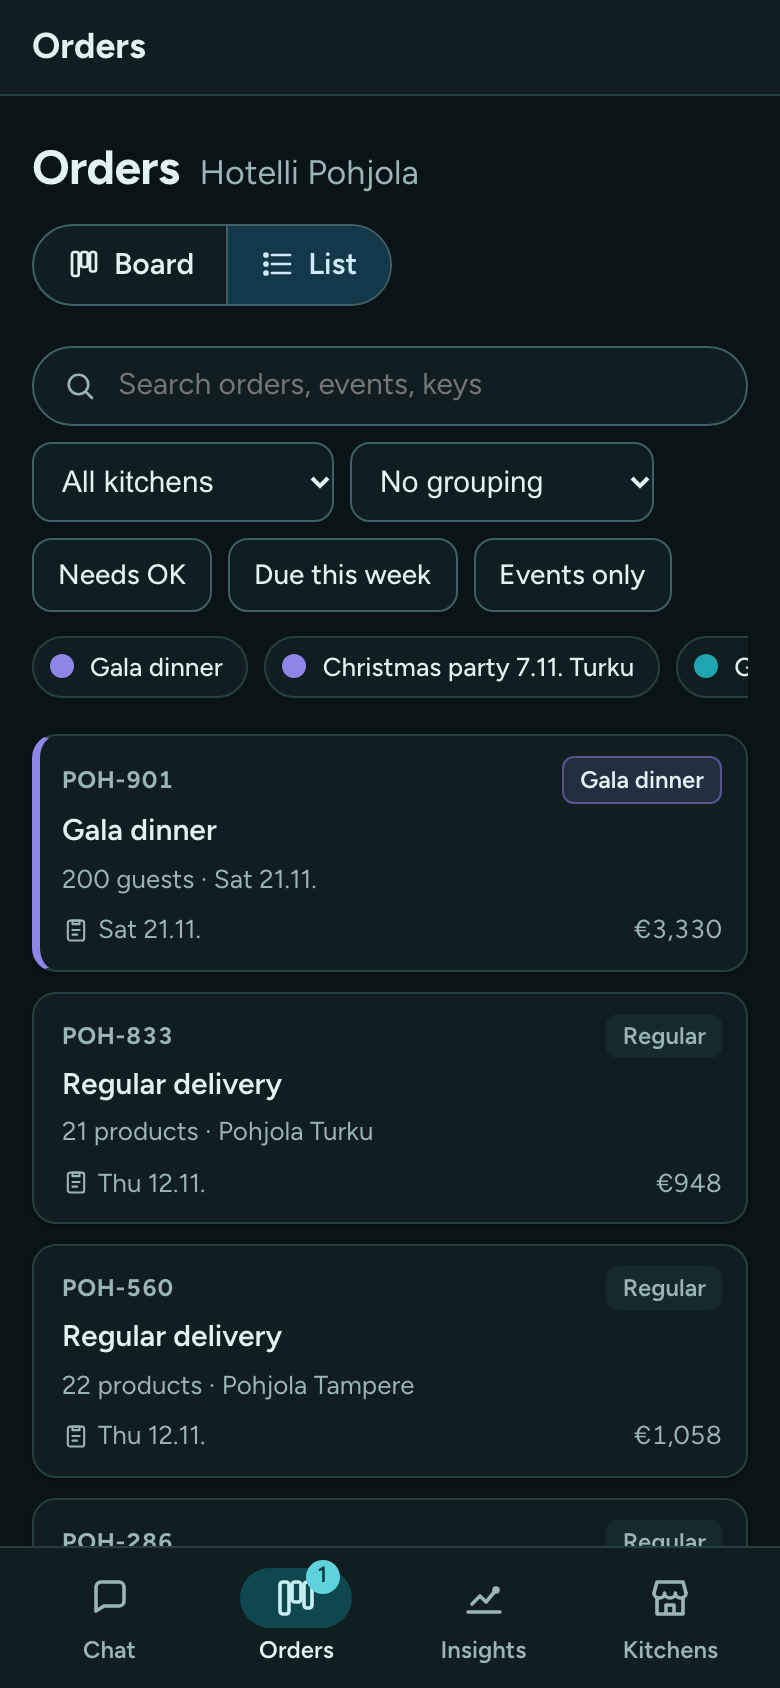 Orders
Orders Hotelli Pohjola
Board List
Search orders, events, keys
All kitchens No grouping
Needs OK Due this week Events only
Gala dinner Christmas party 7.11. Turku
POH-901 Gala dinner
Gala dinner
200 guests · Sat 21.11.
Sat 21.11. €3,330
POH-833 Regular
Regular delivery
21 products · Pohjola Turku
Thu 12.11. €948
POH-560 Regular
Regular delivery
22 products · Pohjola Tampere
Thu 12.11. €1,058
POH-286 Regular
1
Chat Orders Insights Kitchens